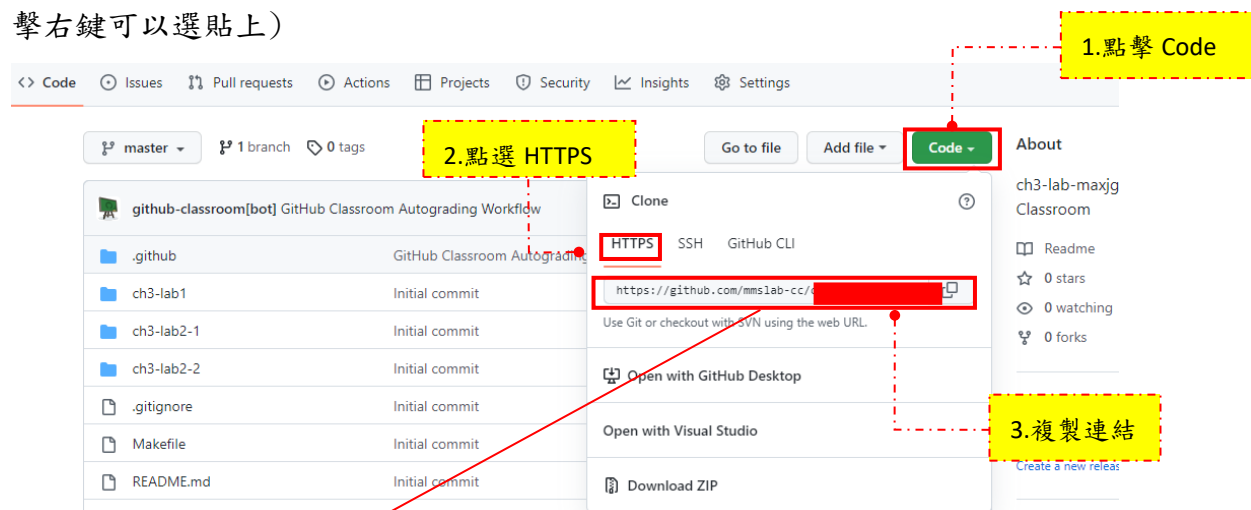 擊右鍵可以選貼上)
1.點擊 Code
Code Issues Pull requests Actions Projects Security Insights Settings
master 1 branch 0 tags
2.點選 HTTPS
Go to file Add file Code About
ch3-lab-maxjg
Classroom
github-classroom[bot] GitHub Classroom Autograding Workflow
Clone
HTTPS SSH GitHub CLI
Readme
.github GitHub Classroom Autograding
0 stars
ch3-lab1 Initial commit
https://github.com/mmslab-cc/
0 watching
Use Git or checkout with SVN using the web URL.
ch3-lab2-1 Initial commit
0 forks
ch3-lab2-2 Initial commit
Open with GitHub Desktop
.gitignore Initial commit
3.複製連結
Open with Visual Studio
Makefile Initial commit
Create a new releas
README.md Initial commit
Download ZIP